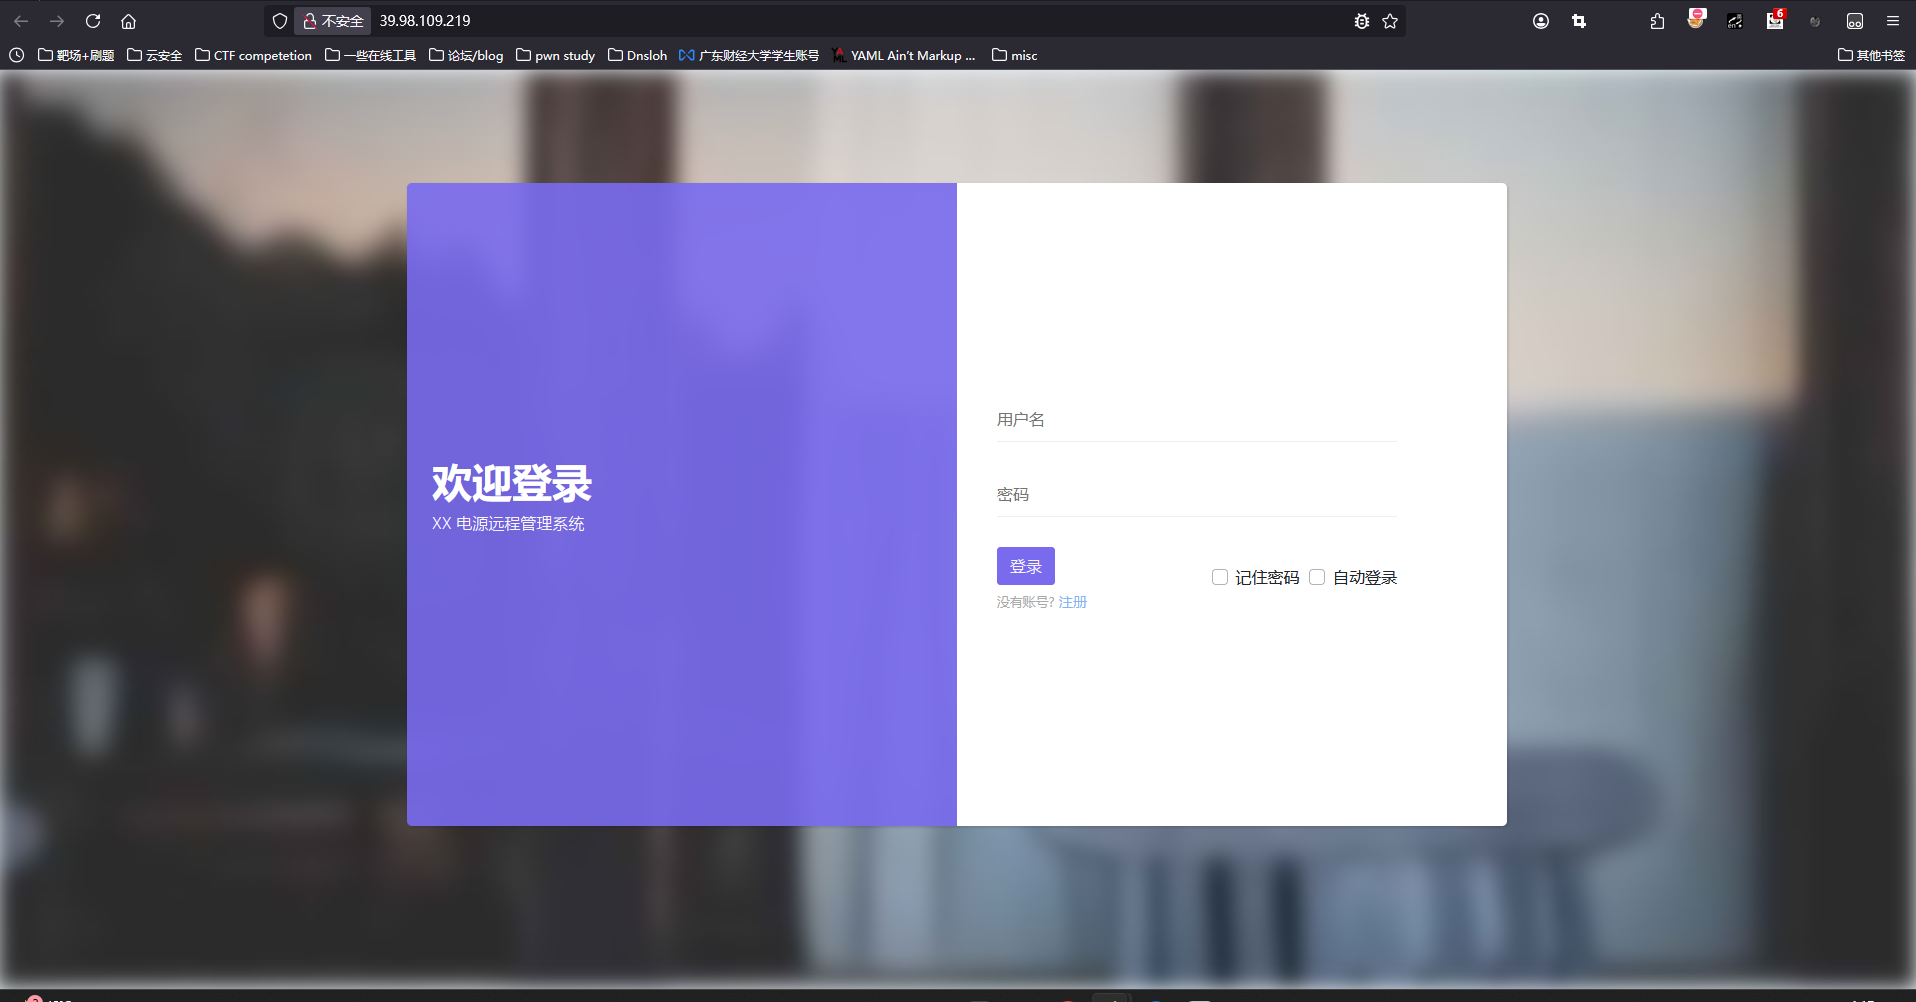 不安全 39.98.109.219
靶场+刷题 云安全 CTF competetion 一些在线工具 论坛/blog pwn study Dnsloh 广东财经大学学生账号 YAML Ain't Markup ... misc 其他书签
6
用户名
欢迎登录
密码
XX 电源远程管理系统
登录
记住密码 自动登录
没有账号? 注册